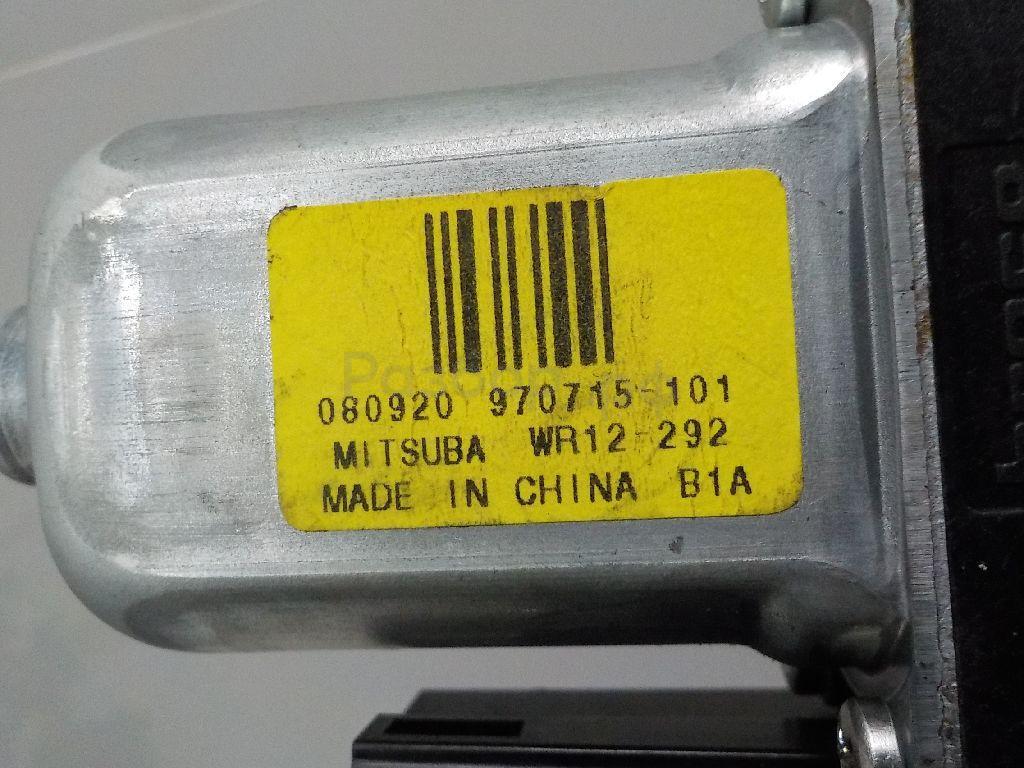 080920 970715-101
MITSUBA WR12-292
MADE IN CHINA B1A